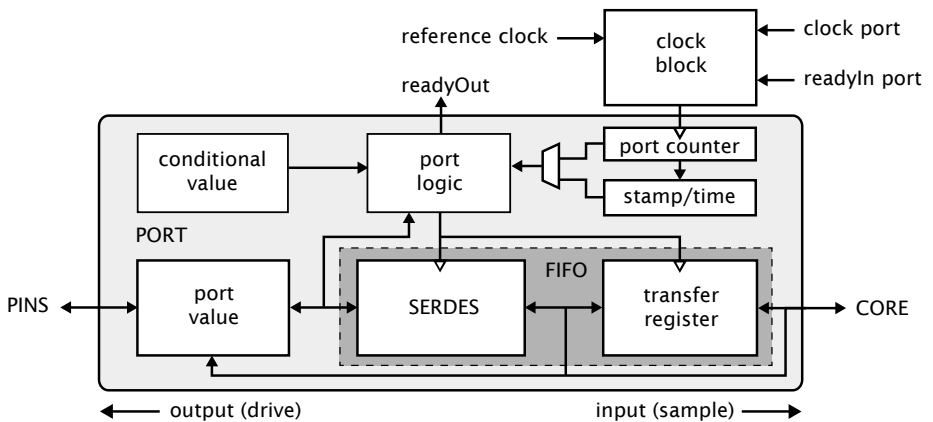 reference clock
clock
block
clock port
readyIn port
readyOut
conditional
value
port
logic
port counter
stamp/time
PORT
FIFO
PINS
port
value
SERDES
transfer
register
CORE
output (drive)
input (sample)